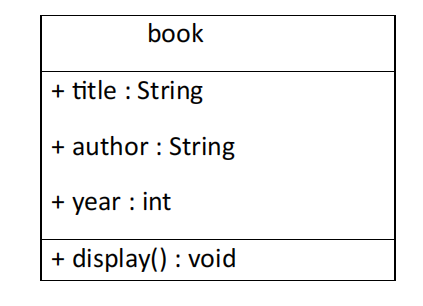 book
+ title : String
+ author : String
+ year : int
+ display() : void